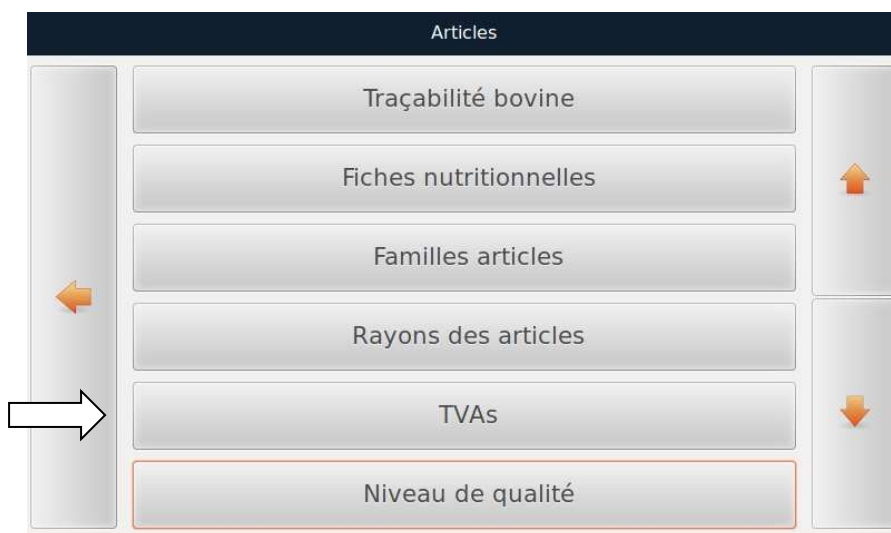 Articles
Traçabilité bovine
Fiches nutritionnelles
Familles articles
Rayons des articles
TVAs
Niveau de qualité